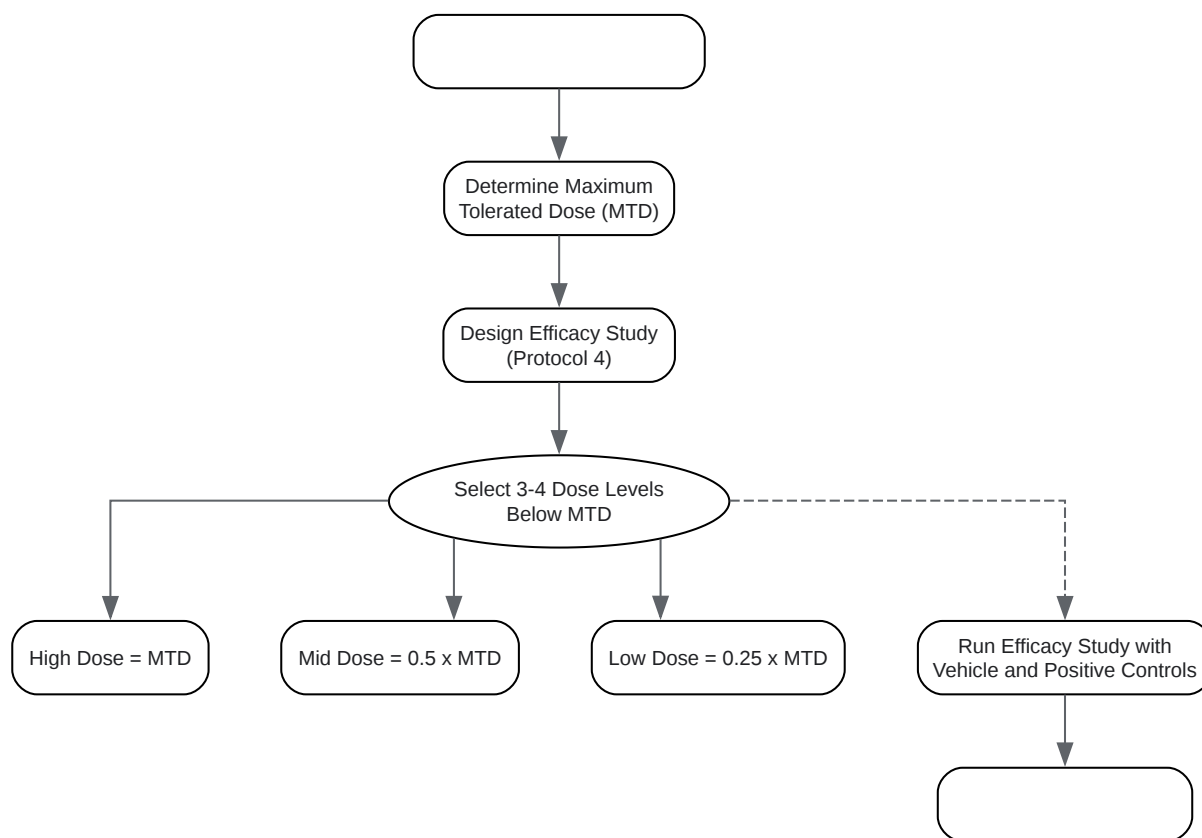 Determine Maximum
Tolerated Dose (MTD)
Design Efficacy Study
(Protocol 4)
Select 3-4 Dose Levels
Below MTD
High Dose = MTD
Mid Dose = 0.5 x MTD
Low Dose = 0.25 x MTD
Run Efficacy Study with
Vehicle and Positive Controls